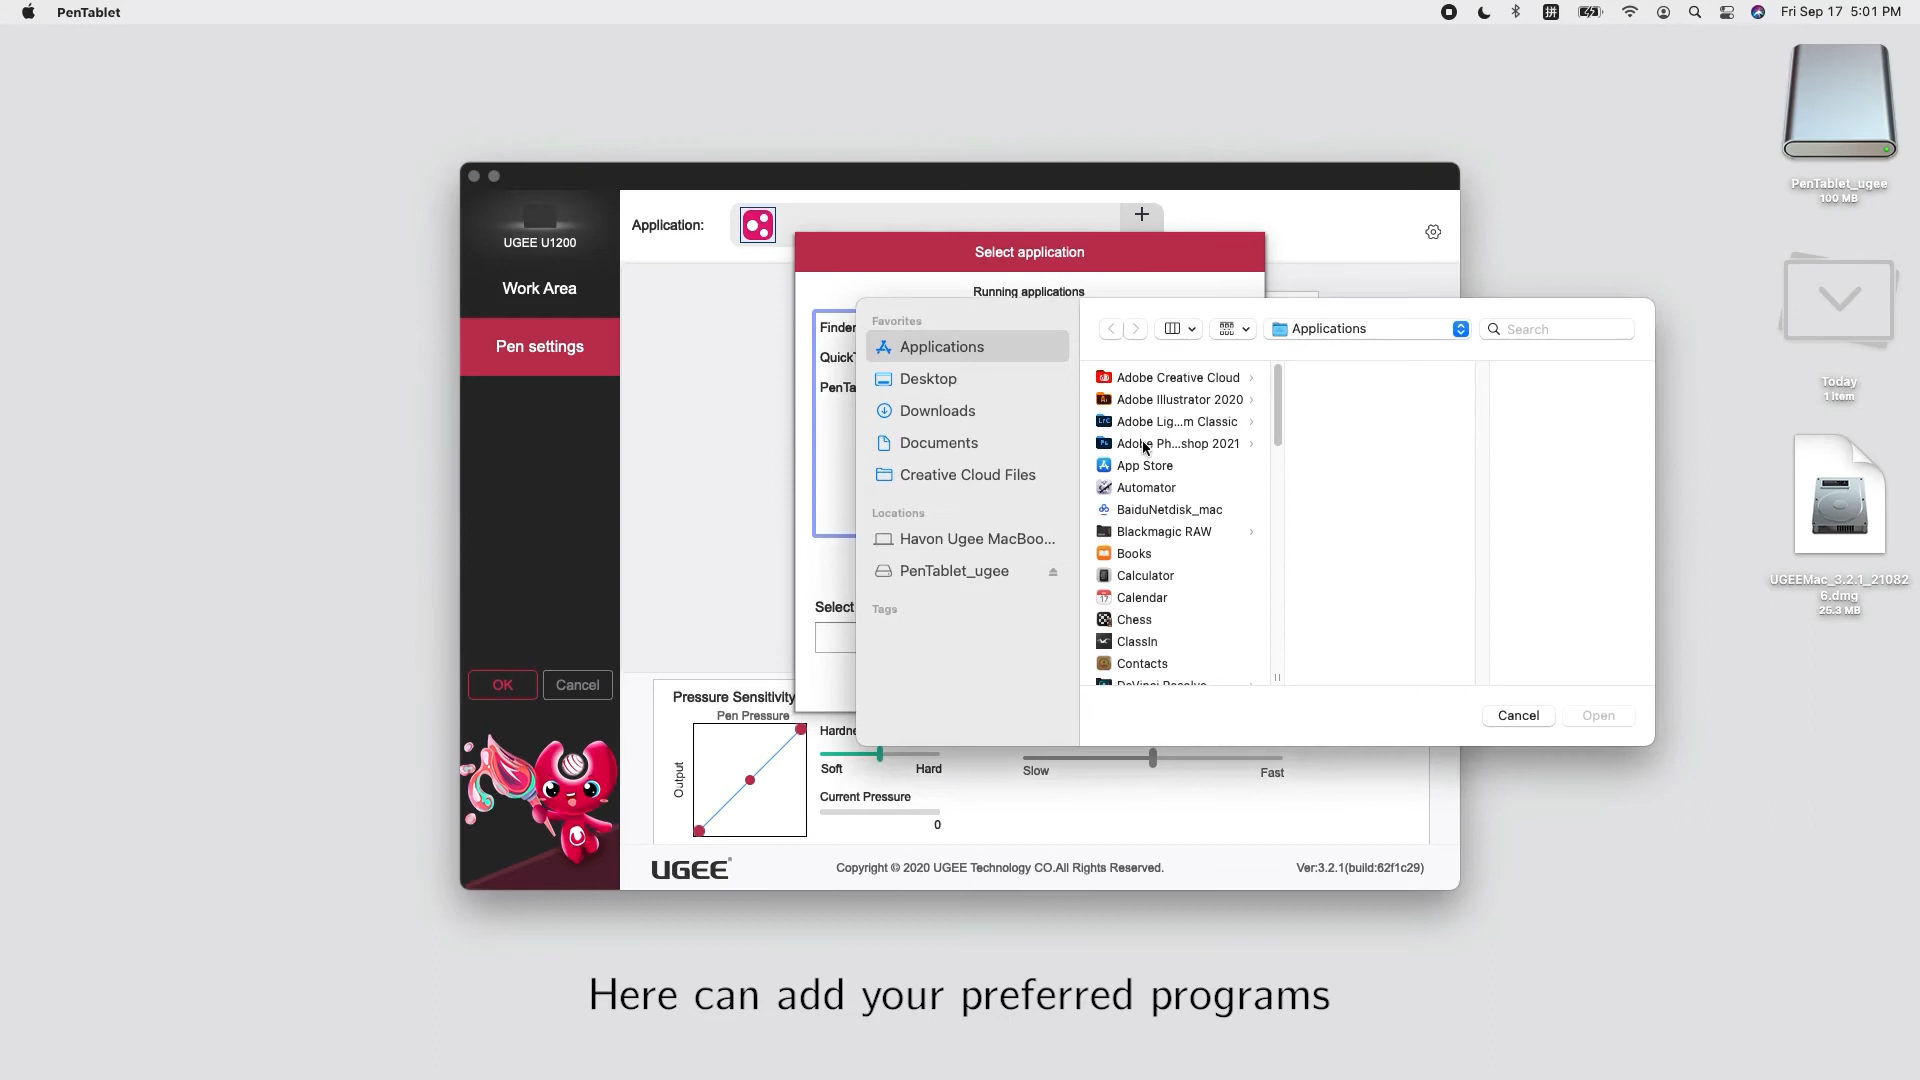 PenTablet
Fri Sep 17 5:01 PM
PenTablet_ugee
100 MB
Today
1 item
UGEEMac_3.2.1_21082
6.dmg
25.3 MB
UGEE U1200
Work Area
Pen settings
OK
Cancel
Application:
+
Select application
Running applications
Finder
QuickT
PenTa
Select
Favorites
Applications
Desktop
Downloads
Documents
Creative Cloud Files
Locations
Havon Ugee MacBoo...
PenTablet_ugee
Tags
Applications
Search
Adobe Creative Cloud
Adobe Illustrator 2020
Adobe Lig...m Classic
Adobe Ph...shop 2021
App Store
Automator
BaiduNetdisk_mac
Blackmagic RAW
Books
Calculator
Calendar
Chess
ClassIn
Contacts
DaVinci Resolve
Cancel
Open
Pressure Sensitivity
Pen Pressure
Output
Hardne
Soft
Hard
Current Pressure
0
Slow
Fast
UGEE
Copyright © 2020 UGEE Technology CO.All Rights Reserved.
Ver:3.2.1(build:62f1c29)
Here can add your preferred programs